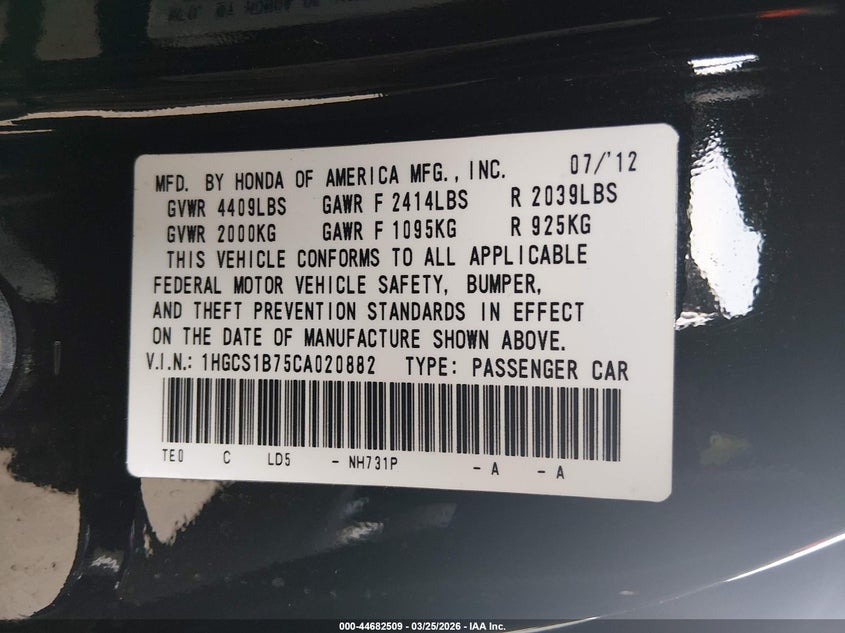 MFD. BY HONDA OF AMERICA MFG., INC. 07/'12
GVWR 4409LBS GAWR F 2414LBS R 2039LBS
GVWR 2000KG GAWR F 1095KG R 925KG
THIS VEHICLE CONFORMS TO ALL APPLICABLE
FEDERAL MOTOR VEHICLE SAFETY, BUMPER,
AND THEFT PREVENTION STANDARDS IN EFFECT
ON THE DATE OF MANUFACTURE SHOWN ABOVE.
V.I.N.: 1HGCS1B75CA020882 TYPE: PASSENGER CAR
TE0 C LD5 - NH731P - A - A
000-44682509 - 03/25/2026 - IAA Inc.